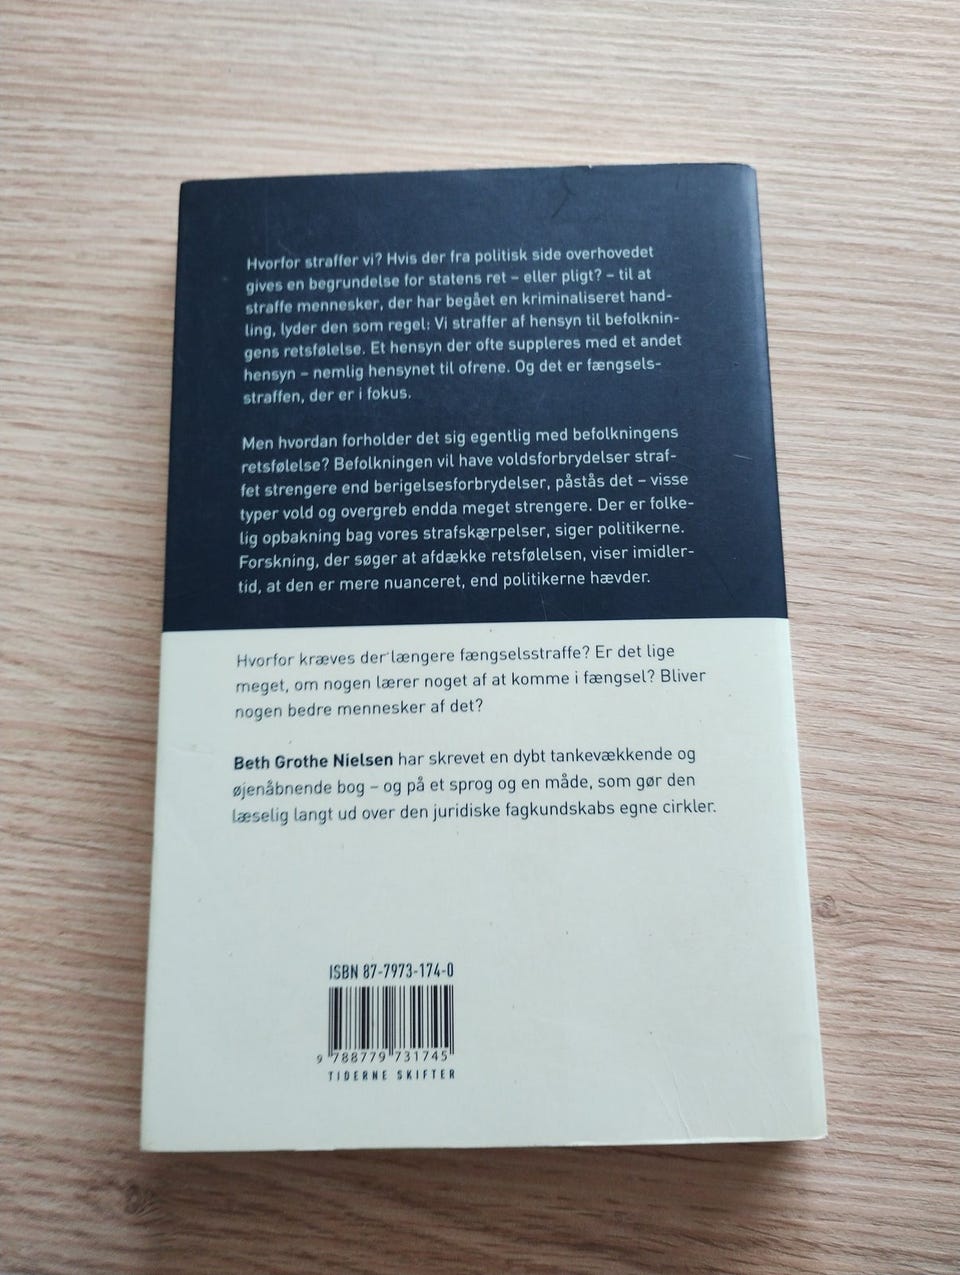 Hvorfor straffer vi? Hvis der fra politisk side overhovedet
gives en begrundelse for statens ret – eller pligt? – til at
straffe mennesker, der har begået en kriminaliseret hand-
ling, lyder den som regel: Vi straffer af hensyn til befolknin-
gens retsfølelse. Et hensyn der ofte suppleres med et andet
hensyn – nemlig hensynet til ofrene. Og det er fængsels-
straffen, der er i fokus.
Men hvordan forholder det sig egentlig med befolkningens
retsfølelse? Befolkningen vil have voldsforbrydelser straf-
fet strengere end berigelsesforbrydelser, påstås det – visse
typer vold og overgreb endda meget strengere. Der er folke-
lig opbakning bag vores strafskærpelser, siger politikerne.
Forskning, der søger at afdække retsfølelsen, viser imidler-
tid, at den er mere nuanceret, end politikerne hævder.
Hvorfor kræves der længere fængselsstraffe? Er det lige
meget, om nogen lærer noget af at komme i fængsel? Bliver
nogen bedre mennesker af det?
Beth Grothe Nielsen har skrevet en dybt tankevækkende og
øjenåbnende bog – og på et sprog og en måde, som gør den
læselig langt ud over den juridiske fagkundskabs egne cirkler.
ISBN 87-7973-174-0
9 788779 731745
TIDERNE SKIFTER